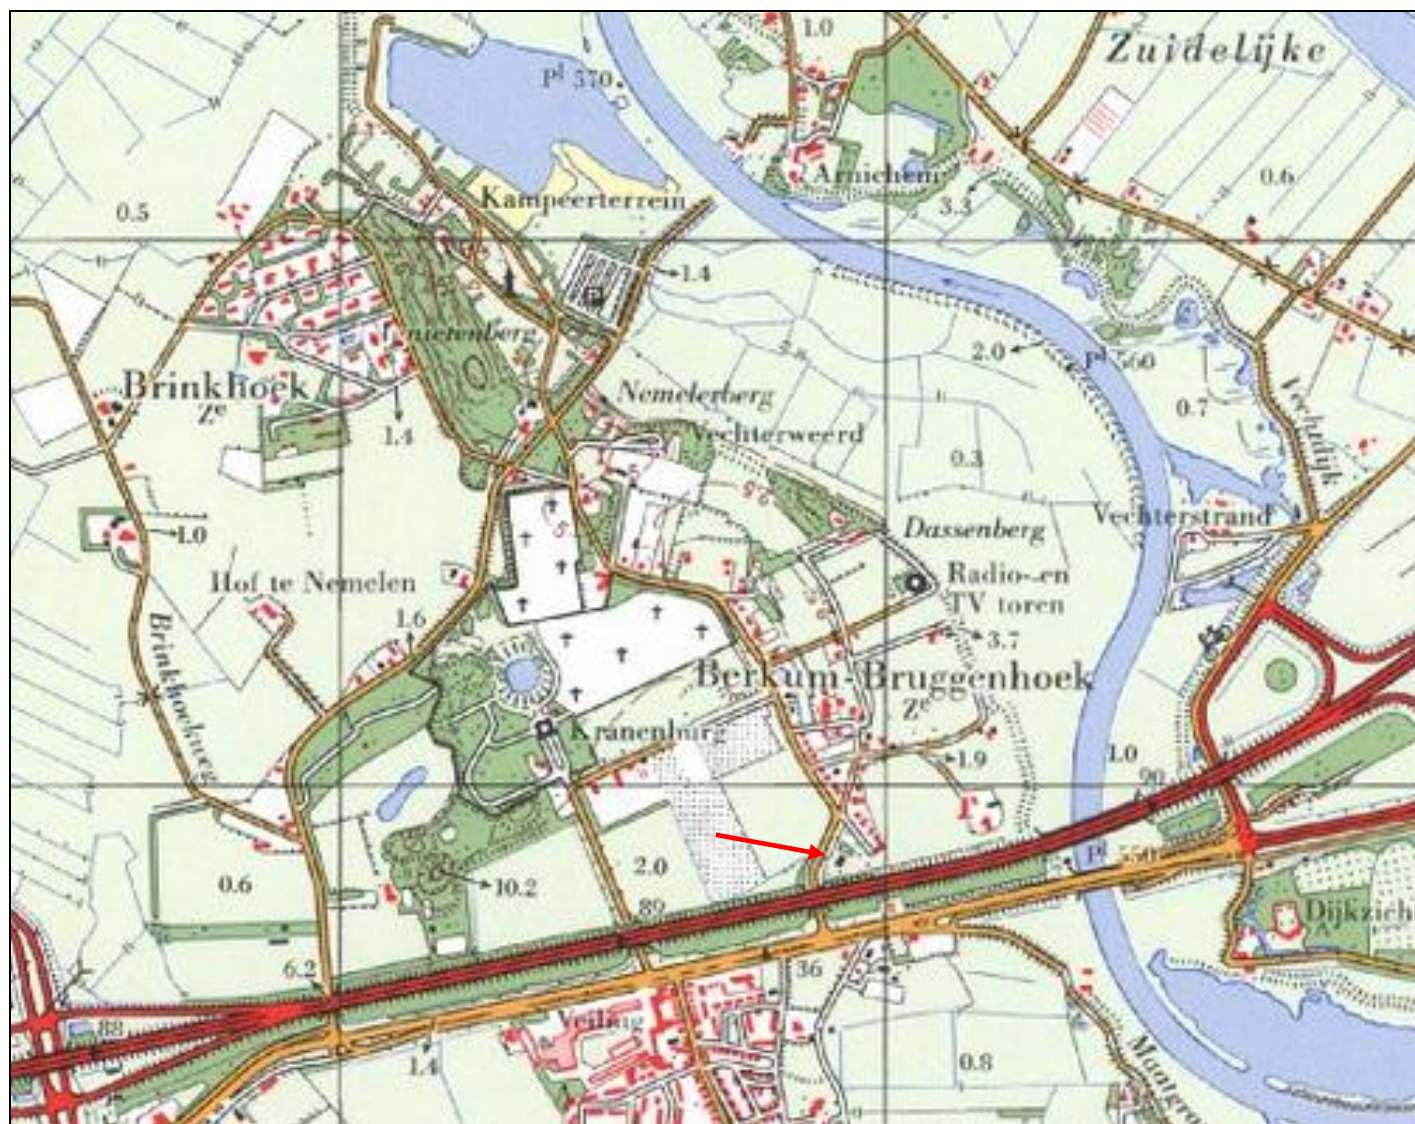 1.0
Zuidelijke
Pl 570
Arnichem
0.6
Kampeerterrein
3.3
0.5
1.4
2.0
Pl 560
Brinkhoek
Ze
Nemelerberg
0.7
Vechtdijk
1.4
Vechterweerd
0.3
Vechterstrand
Dassenberg
1.0
Radio- en
TV toren
Hof te Nemelen
1.6
3.7
Brinkhoekweg
Berkum-Bruggenhoek
Ze
Kranenburg
1.9
1.0
90
Pl 550
2.0
0.6
10.2
89
Dijkzich
6.2
36
88
Veiling
1.4
0.8
Maatgra